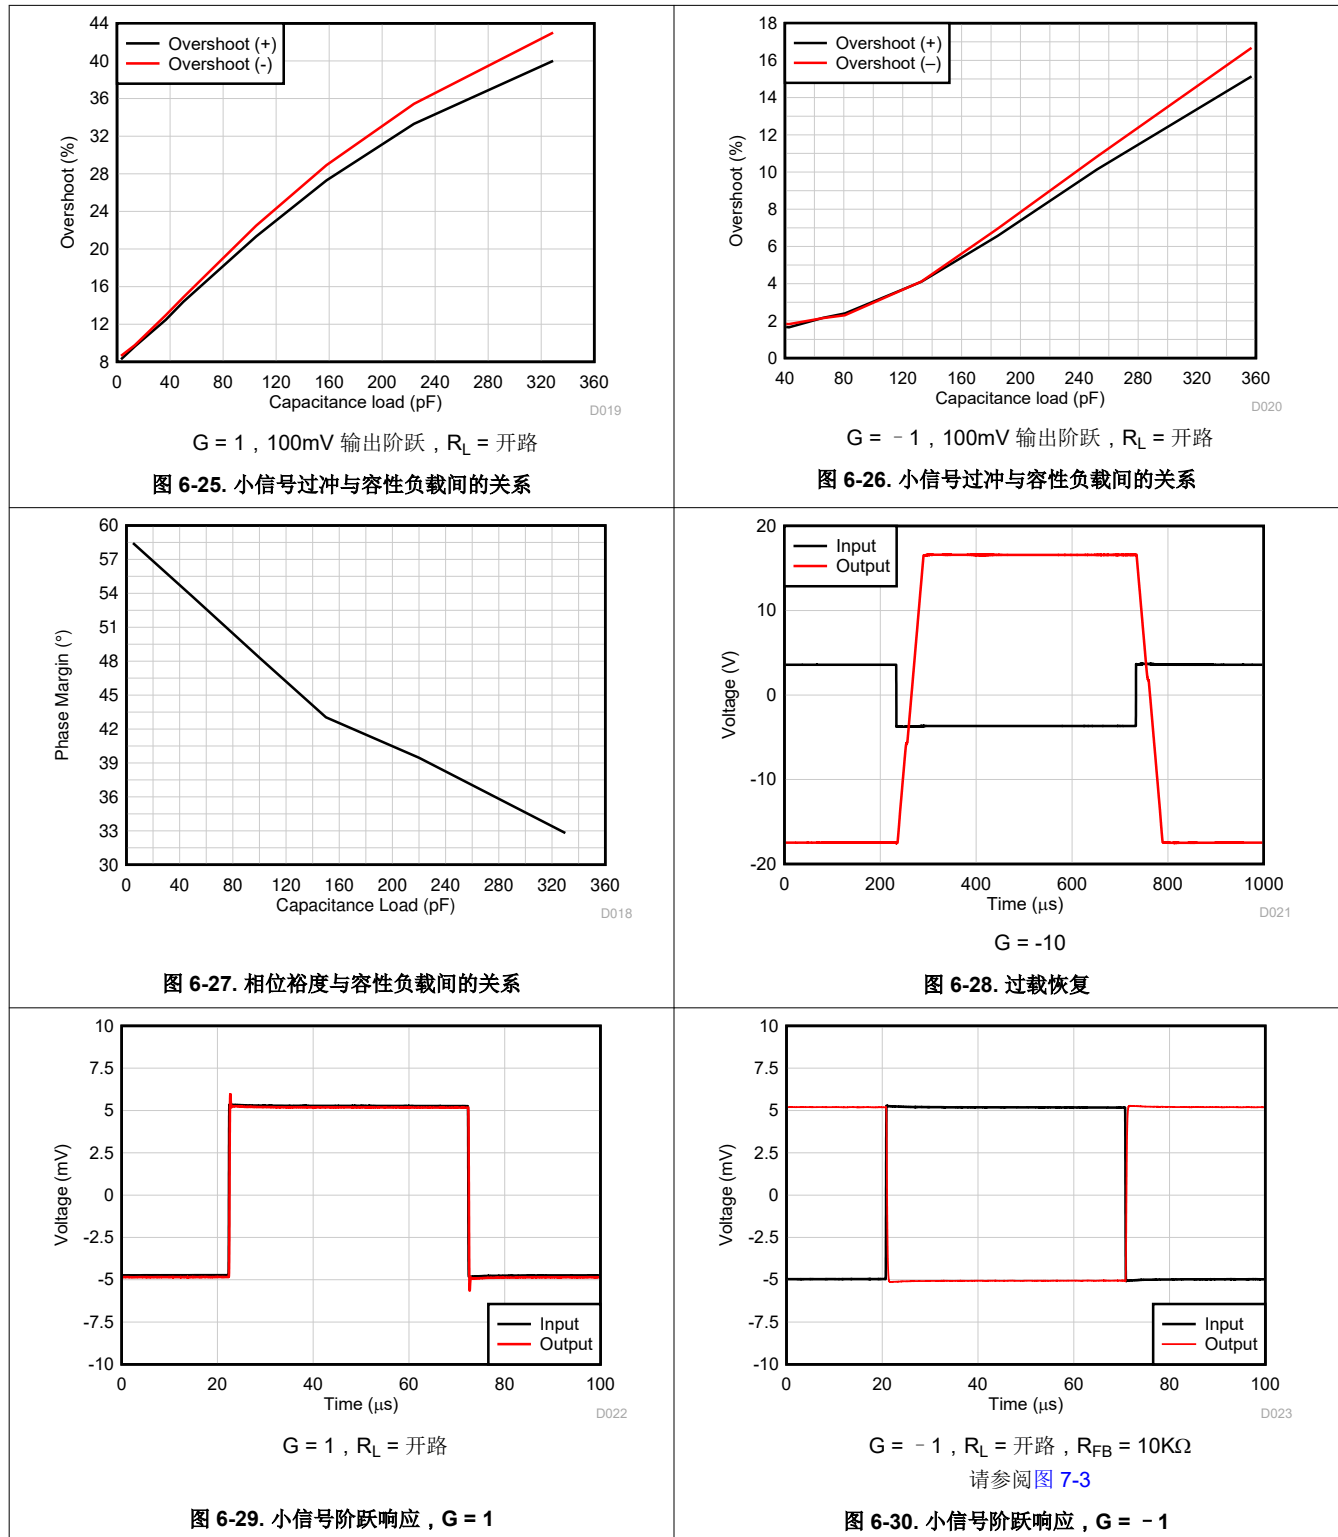 44
40
36
32
28
24
20
16
12
8
Overshoot (%)
Overshoot (+)
Overshoot (-)
0 40 80 120 160 200 240 280 320 360
Capacitance load (pF)
D019
G = 1，100mV 输出阶跃，RL = 开路
图 6-25. 小信号过冲与容性负载间的关系
18
16
14
12
10
8
6
4
2
0
Overshoot (%)
Overshoot (+)
Overshoot (–)
40 80 120 160 200 240 280 320 360
Capacitance load (pF)
D020
G = －1，100mV 输出阶跃，RL = 开路
图 6-26. 小信号过冲与容性负载间的关系
60
57
54
51
48
45
42
39
36
33
30
Phase Margin (°)
0 40 80 120 160 200 240 280 320 360
Capacitance Load (pF)
D018
图 6-27. 相位裕度与容性负载间的关系
20
10
0
-10
-20
Voltage (V)
Input
Output
0 200 400 600 800 1000
Time (μs)
D021
G = -10
图 6-28. 过载恢复
10
7.5
5
2.5
0
-2.5
-5
-7.5
-10
Voltage (mV)
Input
Output
0 20 40 60 80 100
Time (μs)
D022
G = 1，RL = 开路
图 6-29. 小信号阶跃响应，G = 1
10
7.5
5
2.5
0
-2.5
-5
-7.5
-10
Voltage (mV)
Input
Output
0 20 40 60 80 100
Time (μs)
D023
G = －1，RL = 开路，RFB = 10KΩ
请参阅图 7-3
图 6-30. 小信号阶跃响应，G = －1